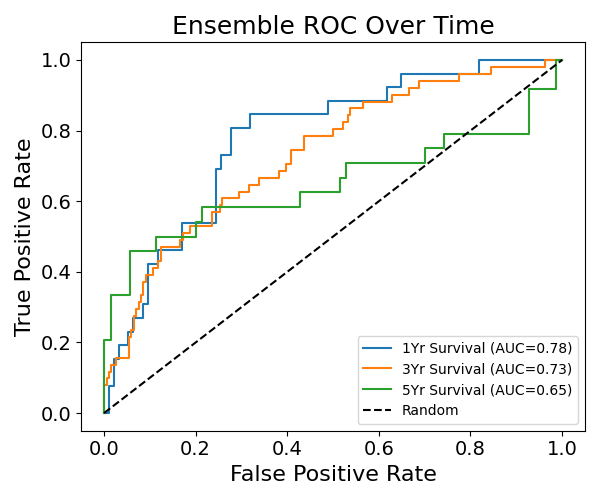 Ensemble ROC Over Time
True Positive Rate
1.0
0.8
0.6
0.4
0.2
0.0
0.0 0.2 0.4 0.6 0.8 1.0
False Positive Rate
1Yr Survival (AUC=0.78)
3Yr Survival (AUC=0.73)
5Yr Survival (AUC=0.65)
Random